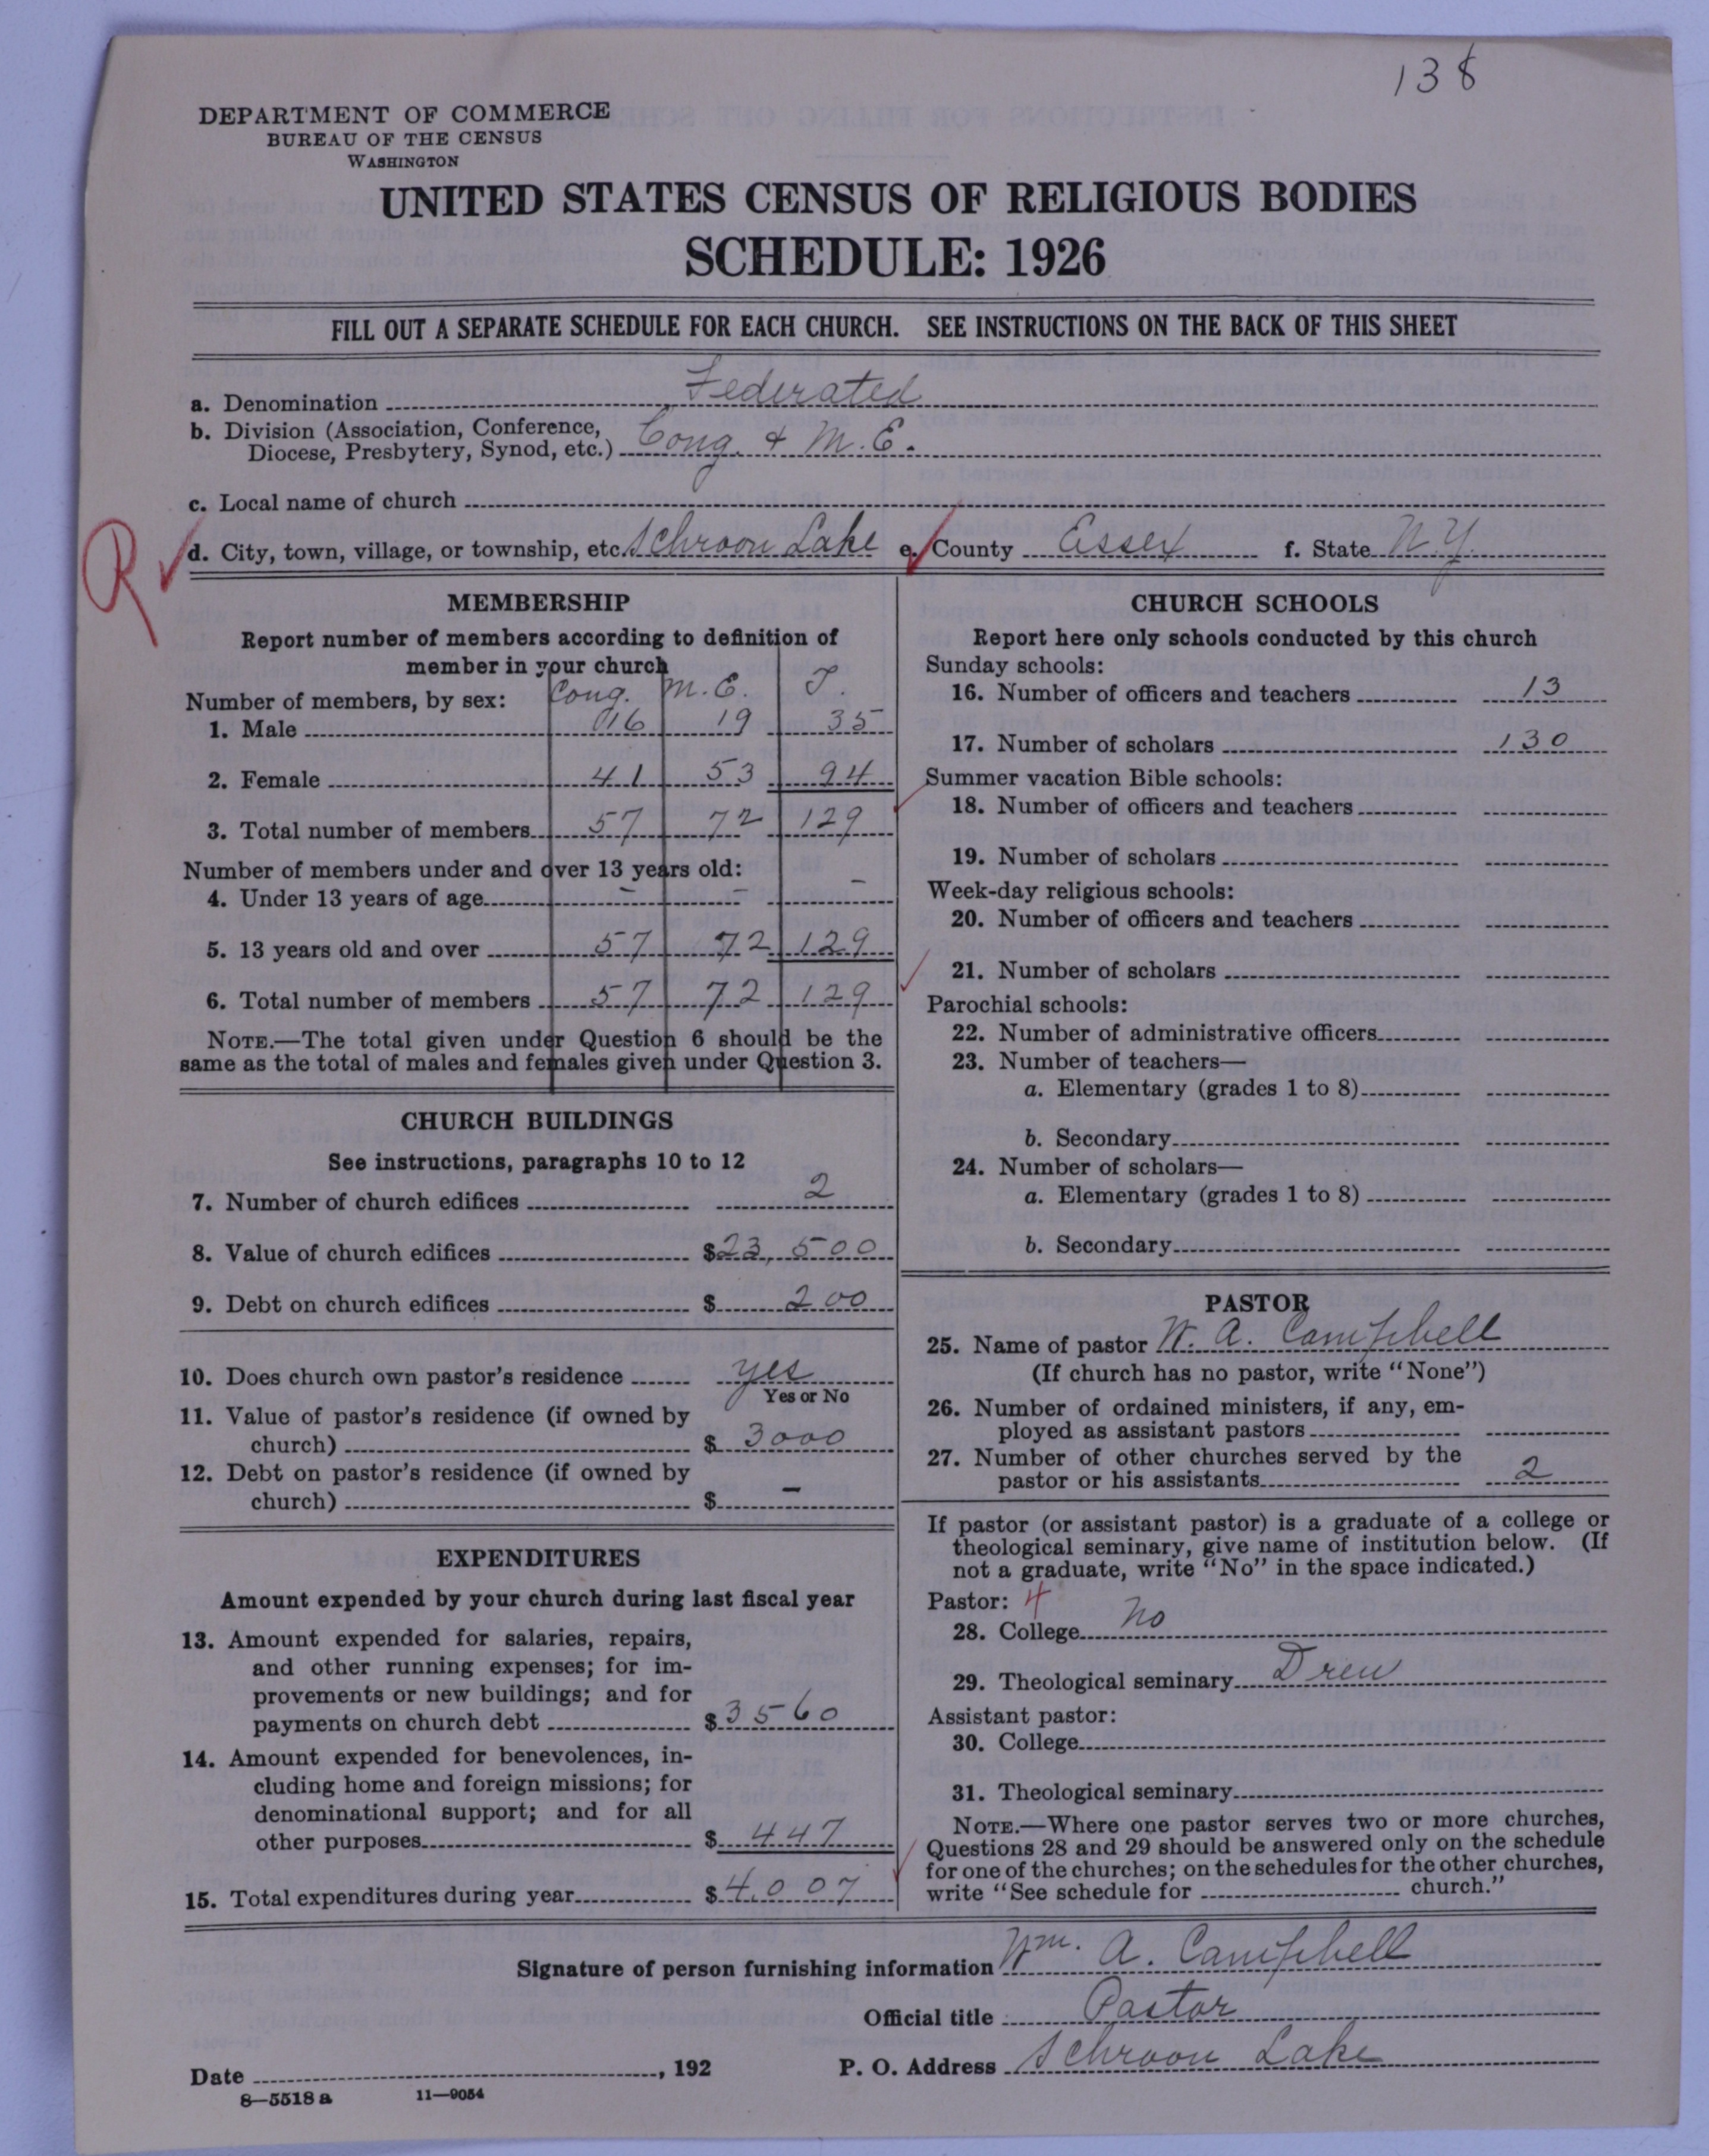 138
DEPARTMENT OF COMMERCE
BUREAU OF THE CENSUS
WASHINGTON
UNITED STATES CENSUS OF RELIGIOUS BODIES
SCHEDULE: 1926
FILL OUT A SEPARATE SCHEDULE FOR EACH CHURCH. SEE INSTRUCTIONS ON THE BACK OF THIS SHEET
a. Denomination Federated
b. Division (Association, Conference,
Diocese, Presbytery, Synod, etc.) Cong. & M.E.
c. Local name of church
R d. City, town, village, or township, etc. Schroon Lake e. County Essex f. State N.Y.
MEMBERSHIP
Report number of members according to definition of
member in your church
Number of members, by sex: Cong. M.E. T.
1. Male 16 19 35
2. Female 41 53 94
3. Total number of members 57 72 129
Number of members under and over 13 years old:
4. Under 13 years of age - - -
5. 13 years old and over 57 72 129
6. Total number of members 57 72 129
NOTE.—The total given under Question 6 should be the
same as the total of males and females given under Question 3.
CHURCH BUILDINGS
See instructions, paragraphs 10 to 12
7. Number of church edifices 2
8. Value of church edifices $23,500
9. Debt on church edifices $ 200
10. Does church own pastor's residence yes
Yes or No
11. Value of pastor's residence (if owned by
church) $ 3000
12. Debt on pastor's residence (if owned by
church) $ -
EXPENDITURES
Amount expended by your church during last fiscal year
13. Amount expended for salaries, repairs,
and other running expenses; for im-
provements or new buildings; and for
payments on church debt $3560
14. Amount expended for benevolences, in-
cluding home and foreign missions; for
denominational support; and for all
other purposes $ 447
15. Total expenditures during year $4007
CHURCH SCHOOLS
Report here only schools conducted by this church
Sunday schools:
16. Number of officers and teachers 13
17. Number of scholars 130
Summer vacation Bible schools:
18. Number of officers and teachers
19. Number of scholars
Week-day religious schools:
20. Number of officers and teachers
21. Number of scholars
Parochial schools:
22. Number of administrative officers
23. Number of teachers—
a. Elementary (grades 1 to 8)
b. Secondary
24. Number of scholars—
a. Elementary (grades 1 to 8)
b. Secondary
PASTOR
25. Name of pastor W. A. Campbell
(If church has no pastor, write "None")
26. Number of ordained ministers, if any, em-
ployed as assistant pastors
27. Number of other churches served by the
pastor or his assistants 2
If pastor (or assistant pastor) is a graduate of a college or
theological seminary, give name of institution below. (If
not a graduate, write "No" in the space indicated.)
Pastor: 4
28. College No
29. Theological seminary Drew
Assistant pastor:
30. College
31. Theological seminary
NOTE.—Where one pastor serves two or more churches,
Questions 28 and 29 should be answered only on the schedule
for one of the churches; on the schedules for the other churches,
write "See schedule for church."
Signature of person furnishing information Wm. A. Campbell
Official title Pastor
Date , 192 P. O. Address Schroon Lake
8—5518 a 11—9054